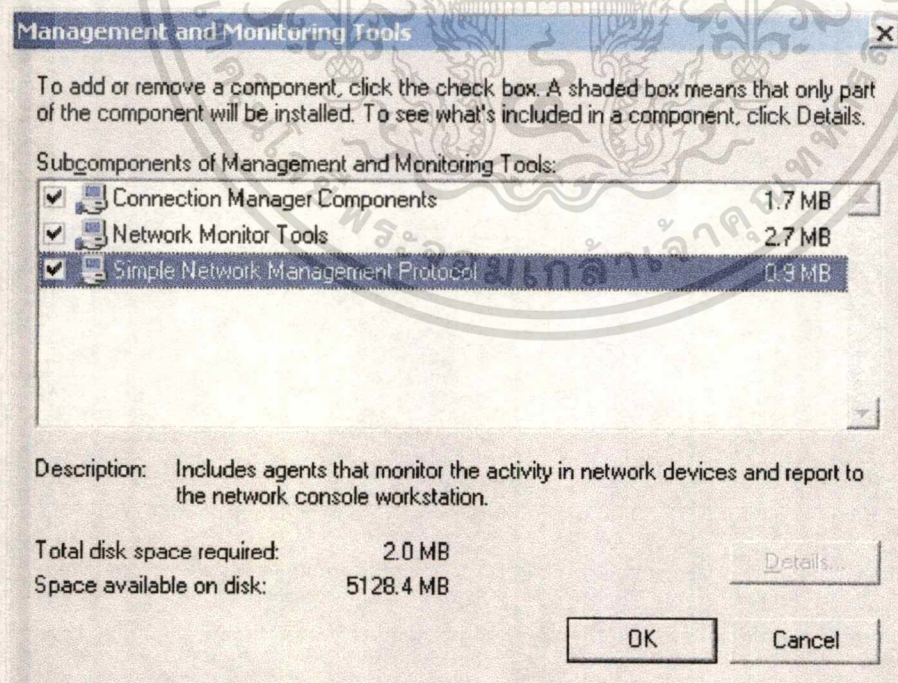 Management and Monitoring Tools
To add or remove a component, click the check box. A shaded box means that only part
of the component will be installed. To see what's included in a component, click Details.
Subcomponents of Management and Monitoring Tools:
Connection Manager Components 1.7 MB
Network Monitor Tools 2.7 MB
Simple Network Management Protocol 0.9 MB
Description: Includes agents that monitor the activity in network devices and report to
the network console workstation.
Total disk space required: 2.0 MB
Details...
Space available on disk: 5128.4 MB
OK Cancel